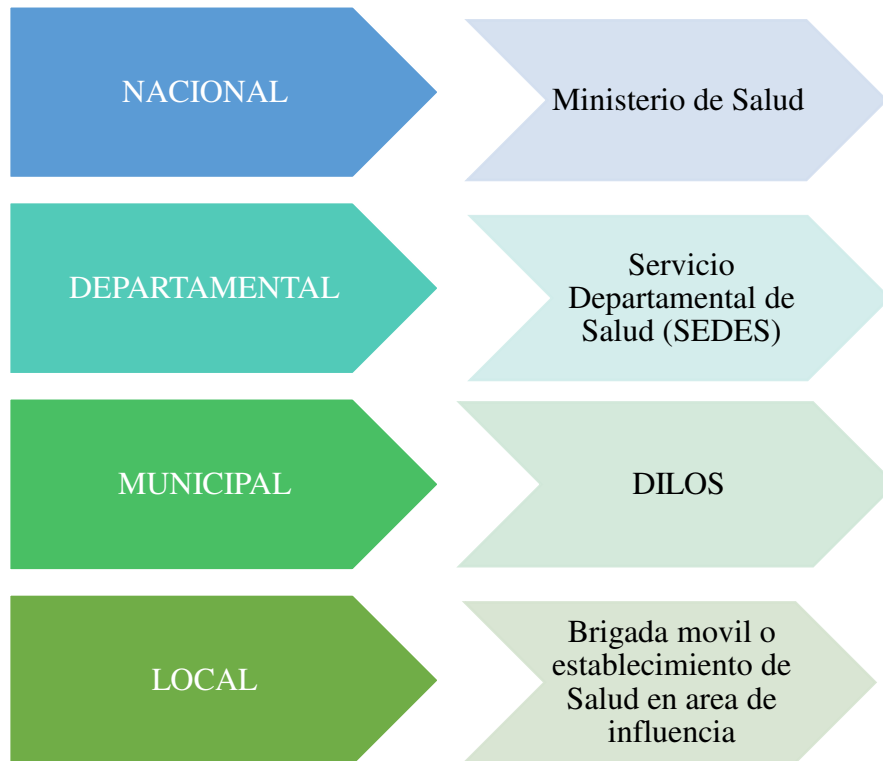 NACIONAL
Ministerio de Salud
DEPARTAMENTAL
Servicio
Departamental de
Salud (SEDES)
MUNICIPAL
DILOS
LOCAL
Brigada movil o
establecimiento de
Salud en area de
influencia